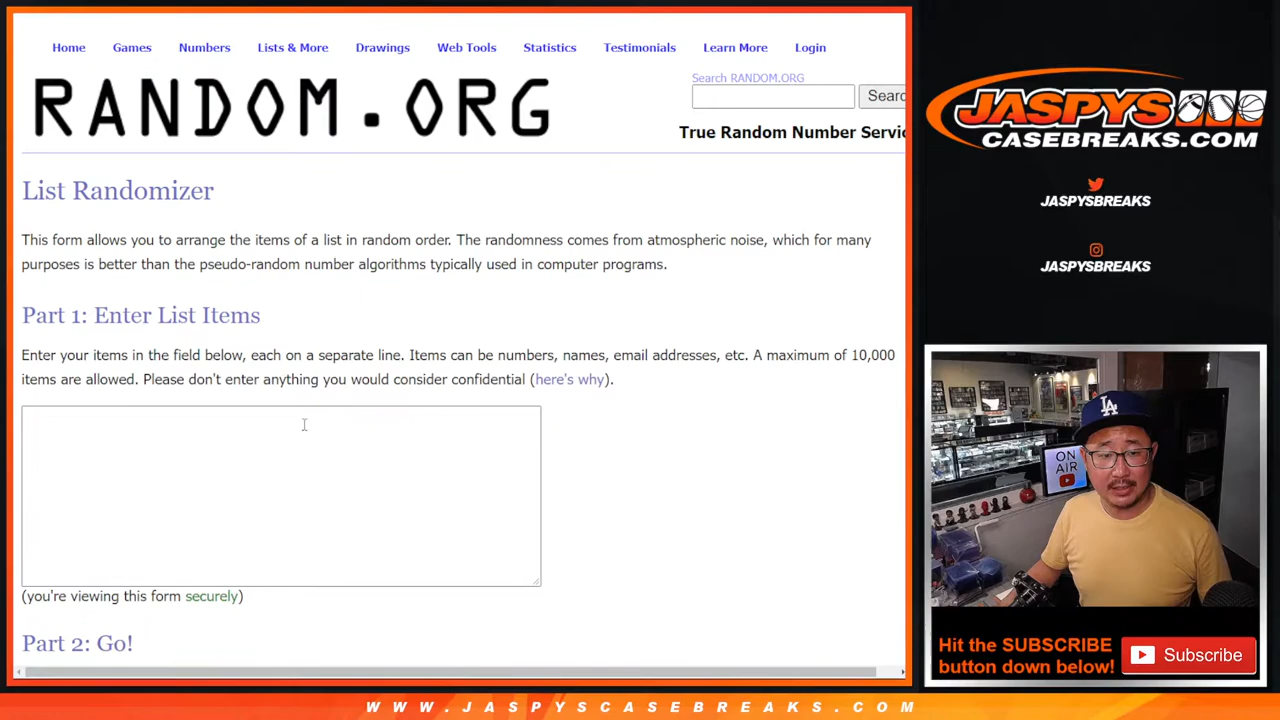 Home Games Numbers Lists & More Drawings Web Tools Statistics Testimonials Learn More Login
RANDOM.ORG
Search RANDOM.ORG
True Random Number
List Randomizer
This form allows you to arrange the items of a list in random order. The randomness comes from atmospheric noise, which for many
purposes is better than the pseudo-random number algorithms typically used in computer programs.
Part 1: Enter List Items
Enter your items in the field below, each on a separate line. Items can be numbers, names, email addresses, etc. A maximum of 10,000
items are allowed. Please don't enter anything you would consider confidential (here's why).
(you're viewing this form securely)
Part 2: Go!
JASPYS
CASEBREAKS.COM
JASPYSBREAKS
JASPYSBREAKS
LA
ON
AIR
Hit the SUBSCRIBE
button down below!
Subscribe
WWW.JASPYSCASEBREAKS.COM